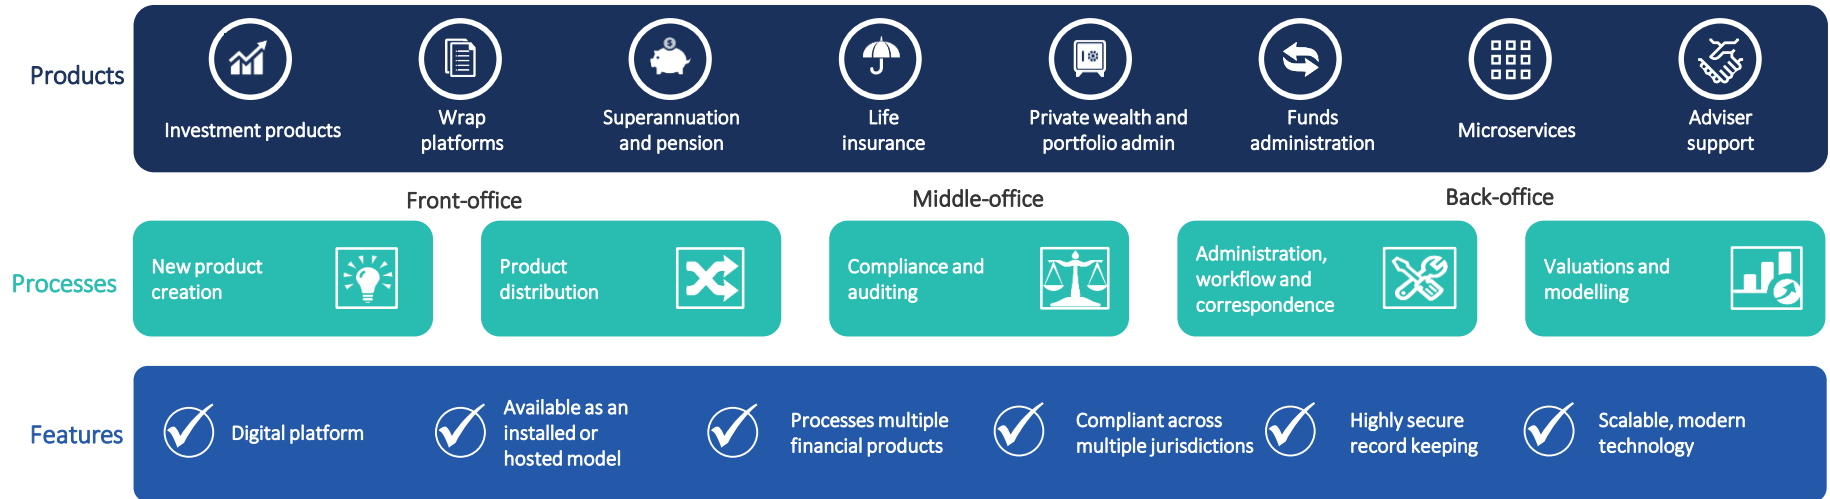 Products
Investment products
Wrap
platforms
Superannuation
and pension
Life
insurance
Private wealth and
portfolio admin
Funds
administration
Microservices
Adviser
support
Front-office
Middle-office
Back-office
Processes
New product
creation
Product
distribution
Compliance and
auditing
Administration,
workflow and
correspondence
Valuations and
modelling
Features
Digital platform
Available as an
installed or
hosted model
Processes multiple
financial products
Compliant across
multiple jurisdictions
Highly secure
record keeping
Scalable, modern
technology